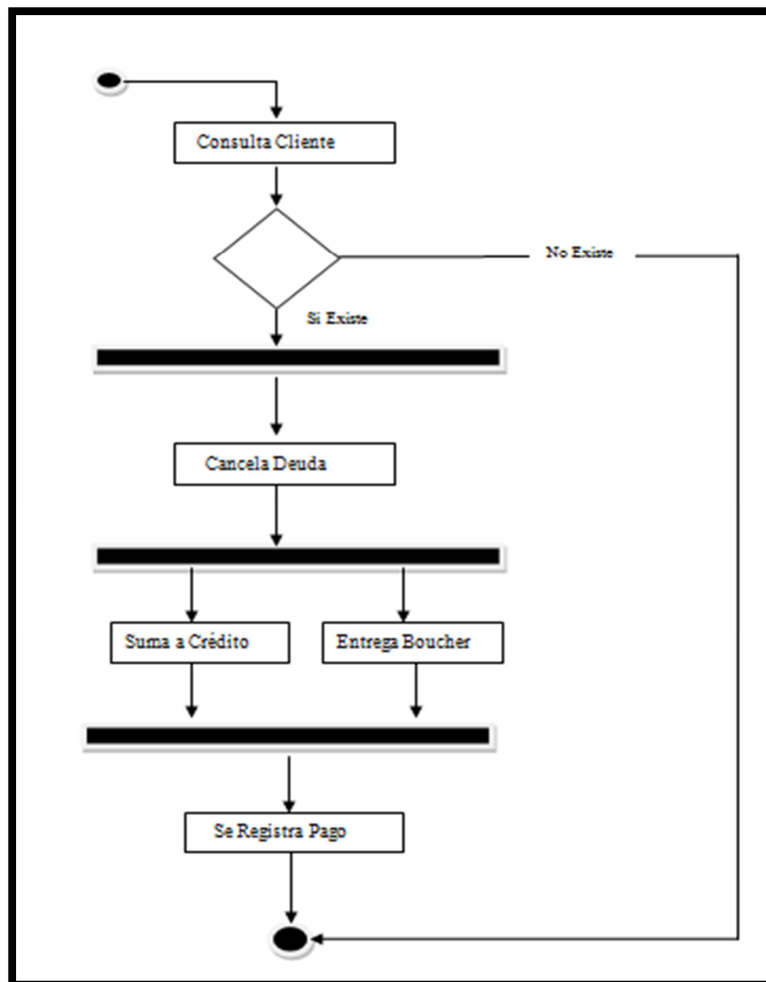 Consulta Cliente
No Existe
Si Existe
Cancela Deuda
Suma a Crédito
Entrega Boucher
Se Registra Pago